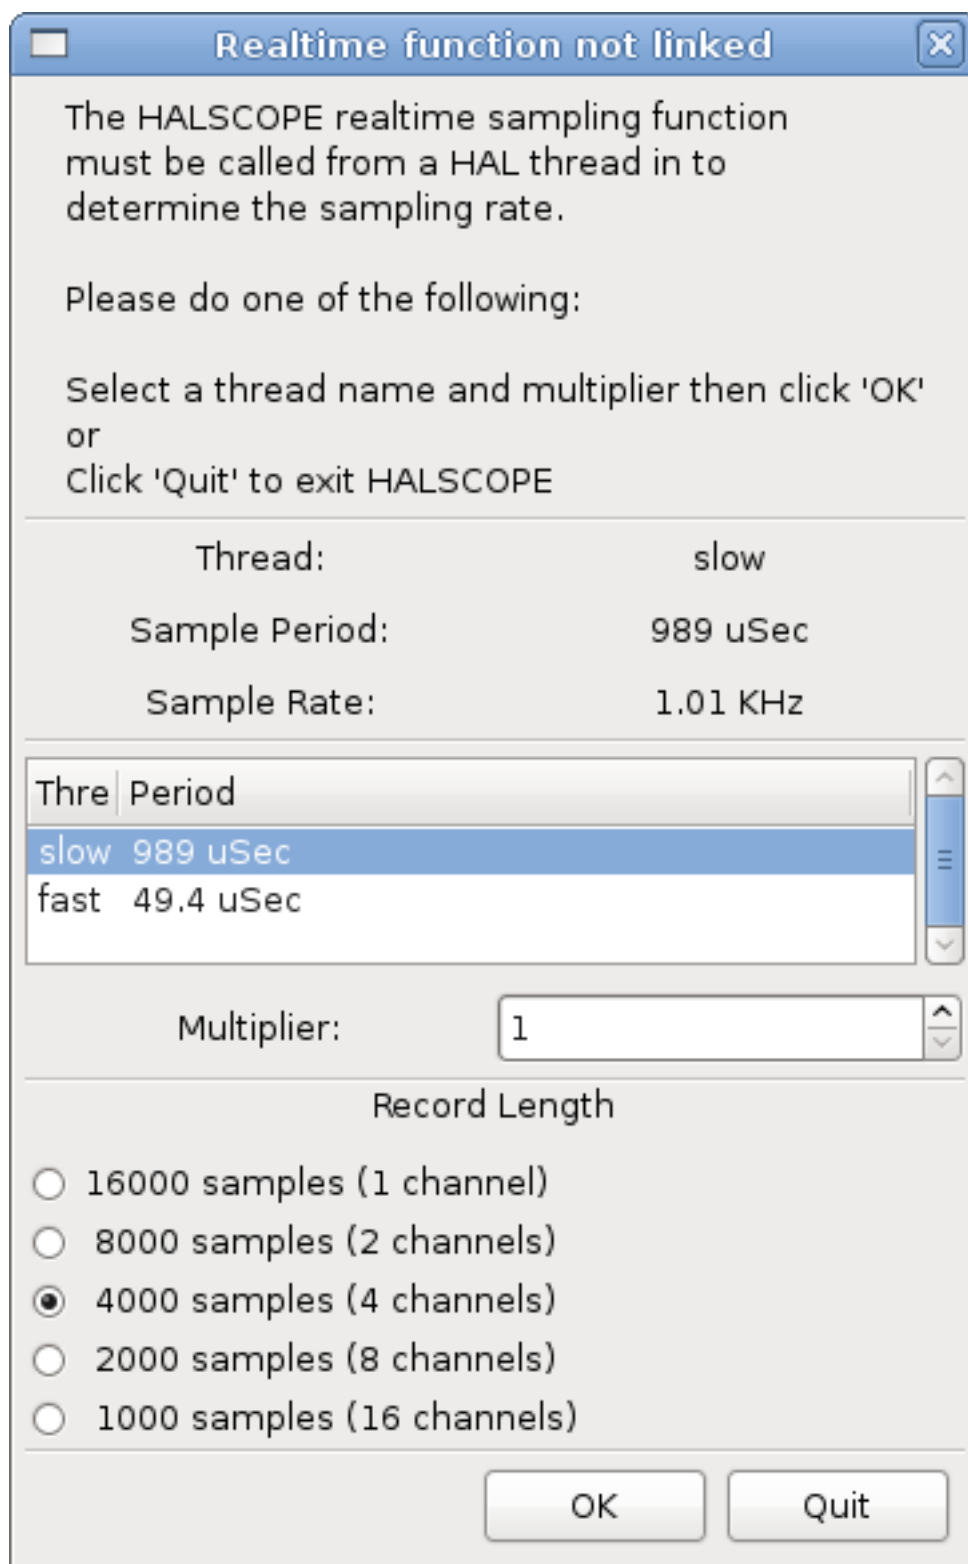 Realtime function not linked
The HALSCOPE realtime sampling function
must be called from a HAL thread in to
determine the sampling rate.
Please do one of the following:
Select a thread name and multiplier then click 'OK'
or
Click 'Quit' to exit HALSCOPE
Thread: slow
Sample Period: 989 uSec
Sample Rate: 1.01 KHz
Thre Period
slow 989 uSec
fast 49.4 uSec
Multiplier: 1
Record Length
16000 samples (1 channel)
8000 samples (2 channels)
4000 samples (4 channels)
2000 samples (8 channels)
1000 samples (16 channels)
OK Quit